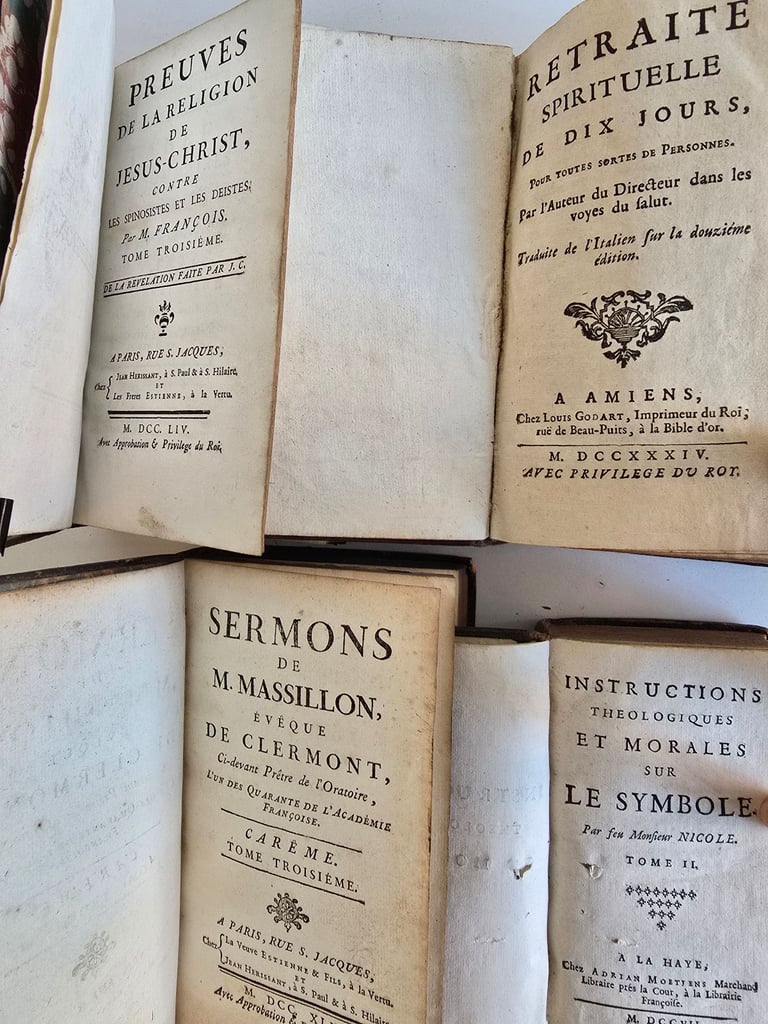 PREUVES
DE LA RELIGION
DE
JESUS-CHRIST,
CONTRE
LES SPINOSISTES ET LES DEISTES;
Par M. FRANÇOIS.
TOME TROISIÉME.
DE LA REVELATION FAITE PAR J. C.
A PARIS, RUE S. JACQUES,
Chez { JEAN HERISSANT, à S. Paul & à S. Hilaire,
ET
Les Freres ESTIENNE, à la Vertu.
M. DCC. LIV.
Avec Approbation & Privilége du Roi,
RETRAITE
SPIRITUELLE
DE DIX JOURS,
POUR TOUTES SORTES DE PERSONNES.
Par l'Auteur du Directeur dans les
voyes du salut.
Traduite de l'Italien sur la douziéme
édition.
A AMIENS,
Chez LOUIS GODART, Imprimeur du Roi;
ruë de Beau-Puits, à la Bible d'or.
M. DCCXXXIV.
AVEC PRIVILEGE DU ROY.
SERMONS
DE
M. MASSILLON,
ÉVÊQUE
DE CLERMONT,
Ci-devant Prêtre de l'Oratoire,
L'UN DES QUARANTE DE L'ACADÉMIE
FRANÇOISE.
CARÊME.
TOME TROISIÉME.
A PARIS, RUE S. JACQUES,
Chez { La Veuve ESTIENNE & FILS, à la Vertu.
ET
JEAN HERISSANT, à S. Paul & à S. Hilaire
M. DCC. XL
Avec Approbation &
INSTRUCTIONS
THEOLOGIQUES
ET MORALES
SUR
LE SYMBOLE.
Par feu Monsieur NICOLE.
TOME II.
A LA HAYE,
Chez ADRIAN MOETJENS Marchand
Libraire prés la Cour, à la Librairie
Françoise.
M. DCCVI